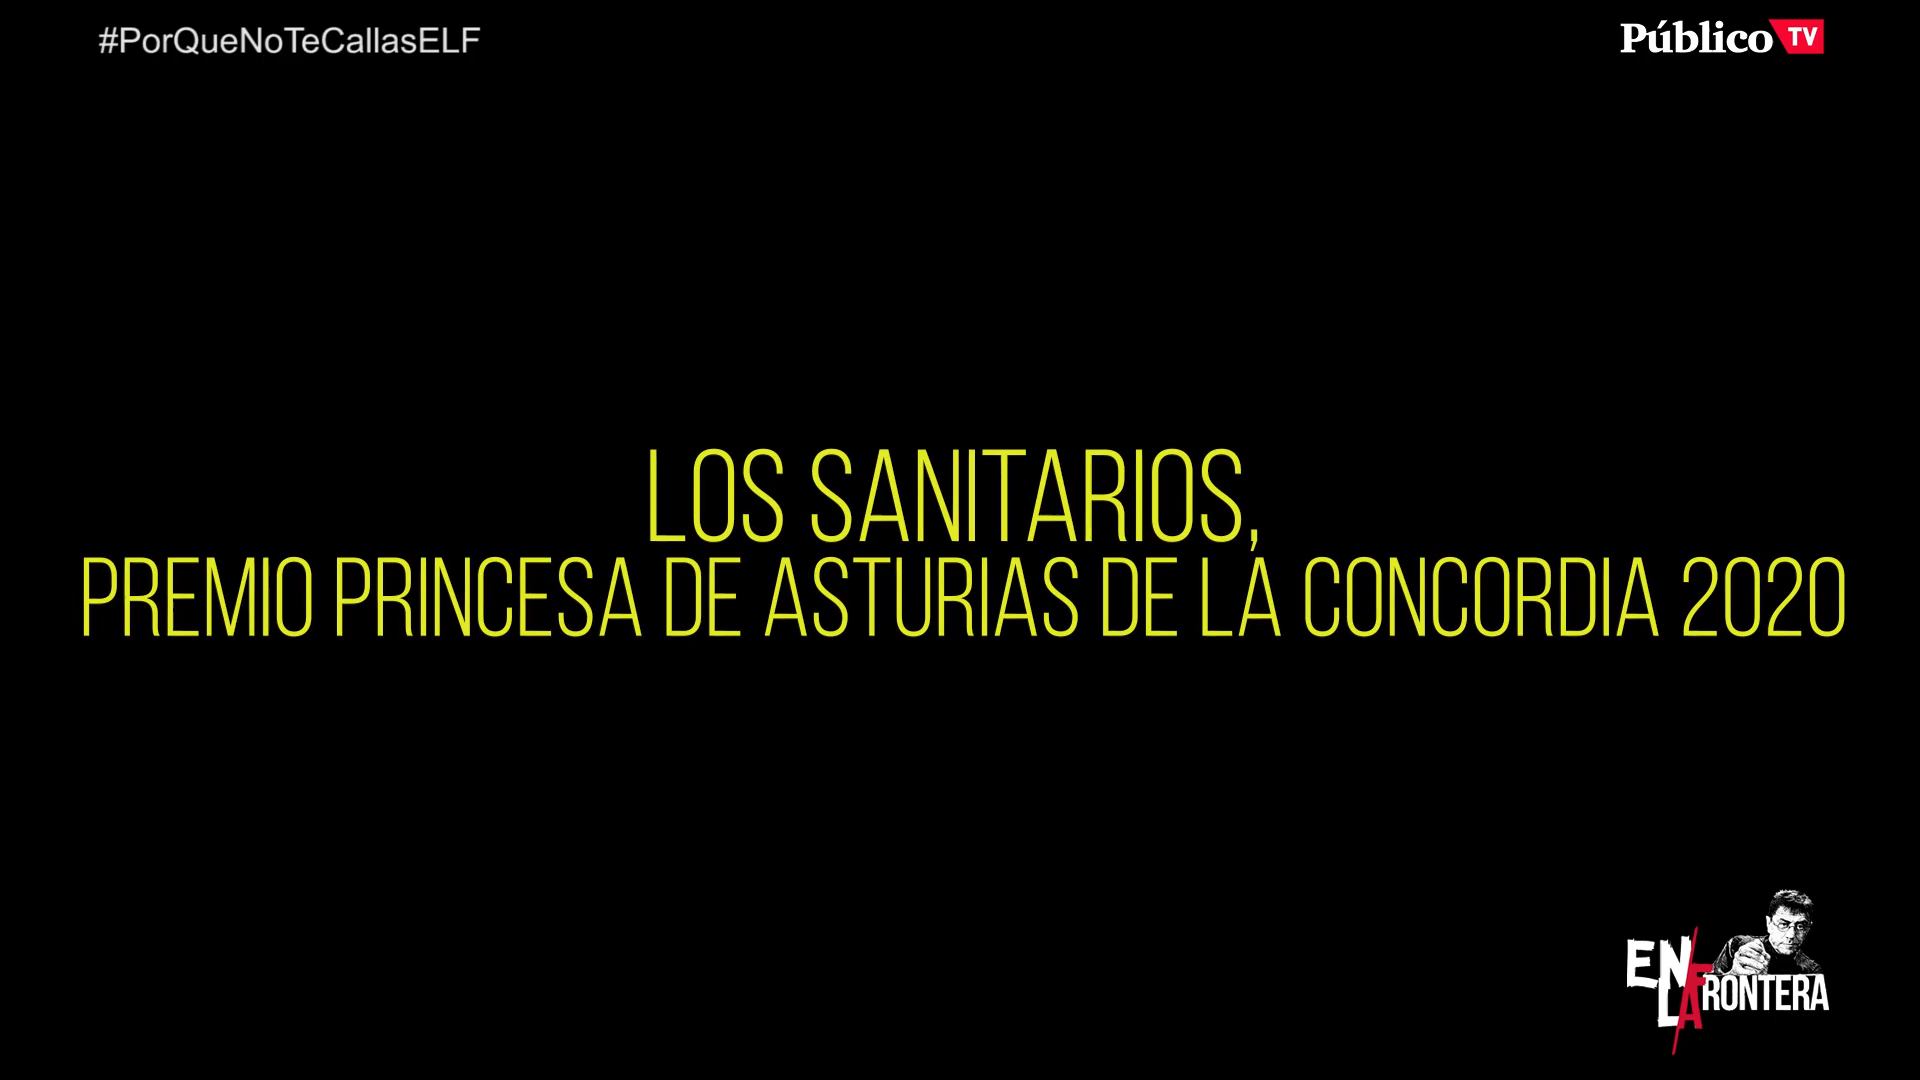 #PorQueNoTeCallasELF
Público TV
LOS SANITARIOS,
PREMIO PRINCESA DE ASTURIAS DE LA CONCORDIA 2020
EN
LA FRONTERA